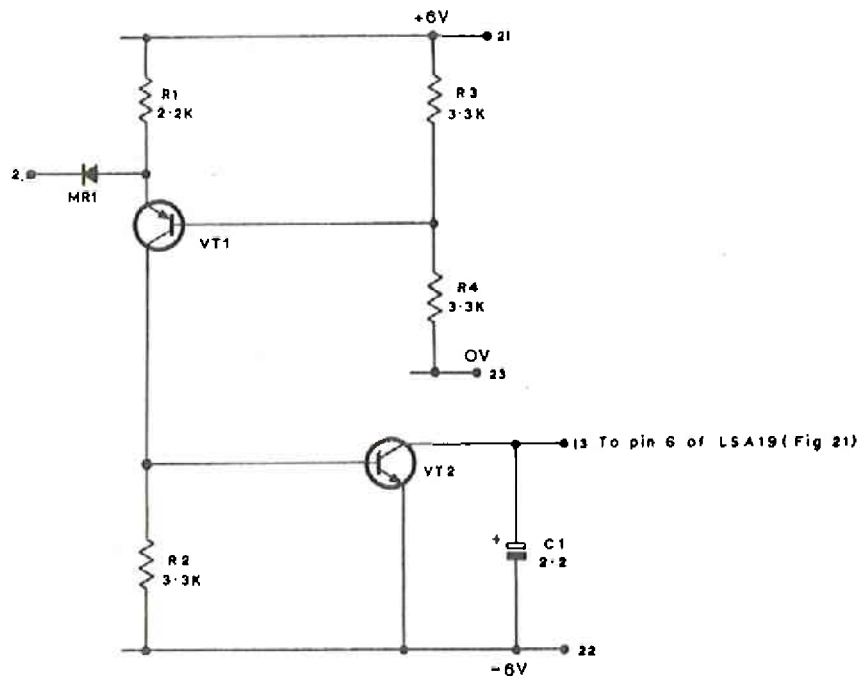 +6V
21
R1
2·2K
R3
3·3K
2
MR1
VT1
R4
3·3K
0V
23
13 To pin 6 of LSA19 (Fig 21)
VT2
+
C1
2·2
R2
3·3K
22
-6V